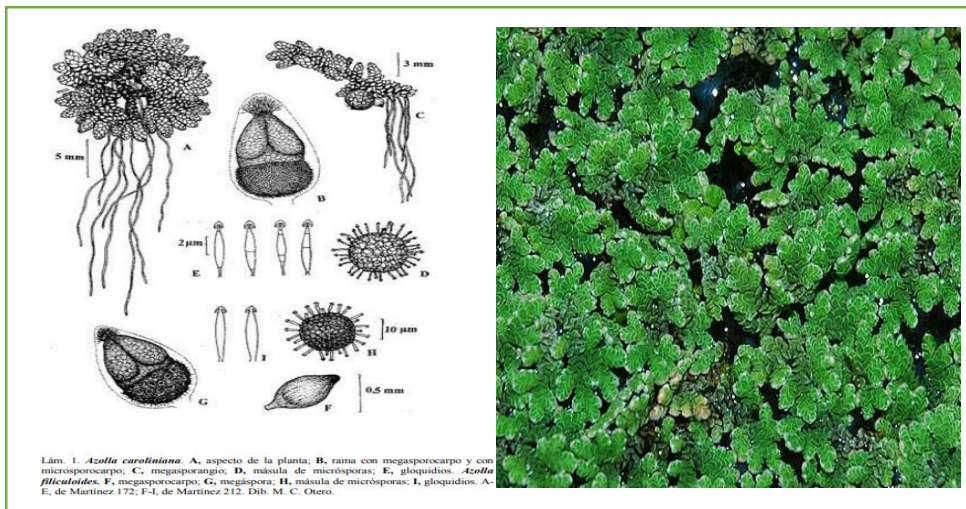 A
5 mm
3 mm
C
B
2 µm
E
D
10 µm
I
H
G
0,5 mm
F
Lám. 1. Azolla caroliniana. A, aspecto de la planta; B, rama con megasporocarpo y con
microsporocarpo; C, megasporangio; D, másula de micrósporas; E, gloquidios. Azolla
filiculoides. F, megasporocarpo; G, megáspora; H, másula de micrósporas; I, gloquidios. A-
E, de Martínez 172; F-I, de Martínez 212. Dib. M. C. Otero.